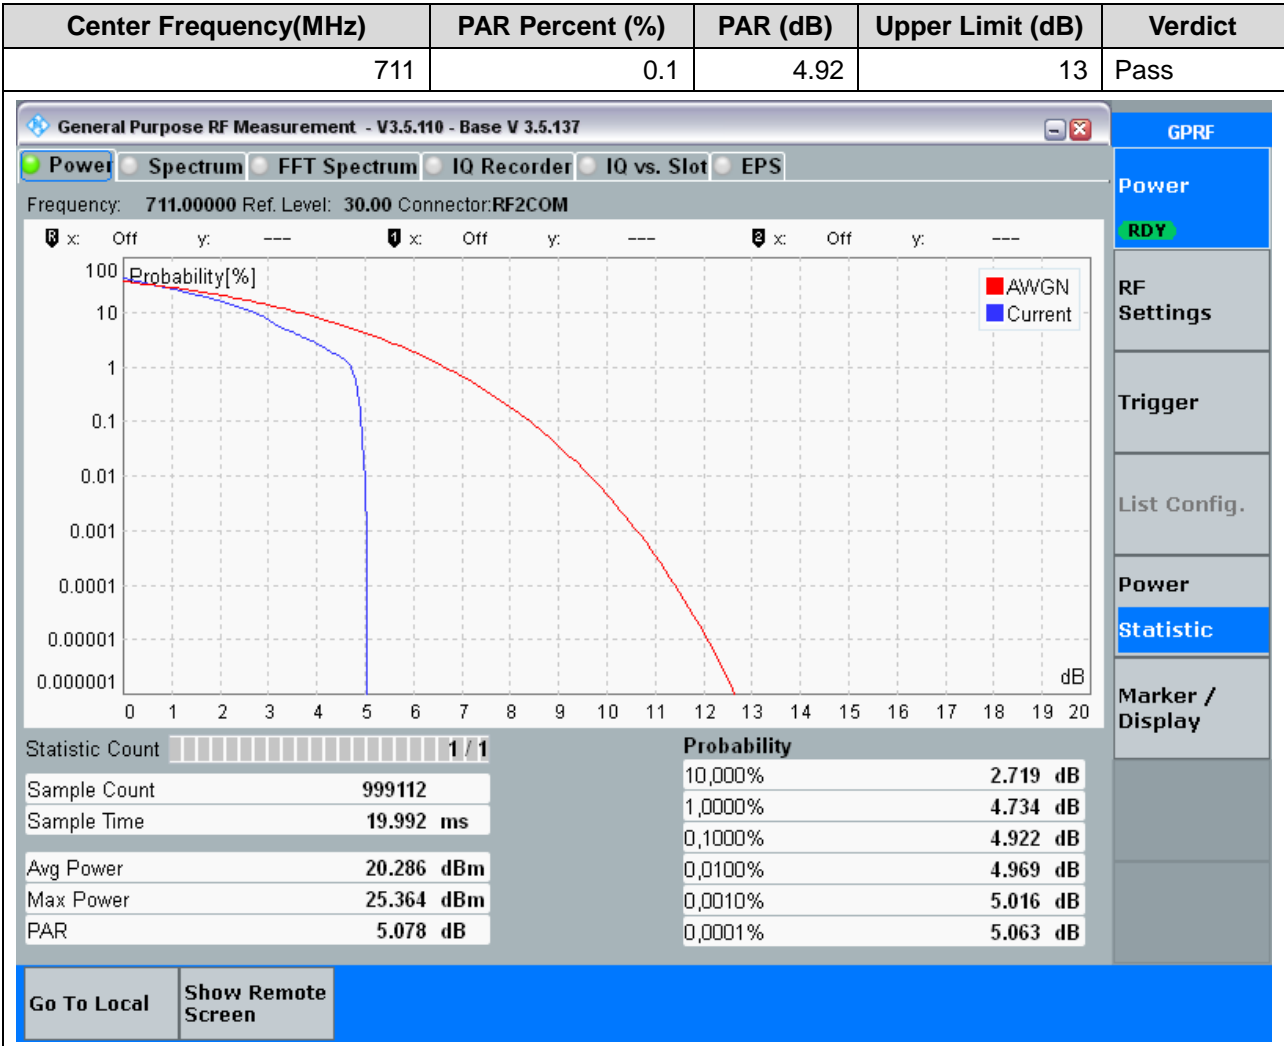 Center Frequency(MHz) PAR Percent (%) PAR (dB) Upper Limit (dB) Verdict
711 0.1 4.92 13 Pass
General Purpose RF Measurement - V3.5.110 - Base V 3.5.137
GPRF
Power Spectrum FFT Spectrum IQ Recorder IQ vs. Slot EPS
Frequency: 711.00000 Ref. Level: 30.00 Connector:RF2COM
R x: Off y: --- 1 x: Off y: --- 2 x: Off y: ---
Probability[%]
AWGN
Current
100
10
1
0.1
0.01
0.001
0.0001
0.00001
0.000001
dB
0 1 2 3 4 5 6 7 8 9 10 11 12 13 14 15 16 17 18 19 20
Statistic Count 1 / 1
Sample Count 999112
Sample Time 19.992 ms
Avg Power 20.286 dBm
Max Power 25.364 dBm
PAR 5.078 dB
Probability
10,000% 2.719 dB
1,0000% 4.734 dB
0,1000% 4.922 dB
0,0100% 4.969 dB
0,0010% 5.016 dB
0,0001% 5.063 dB
Power
RDY
RF
Settings
Trigger
List Config.
Power
Statistic
Marker /
Display
Go To Local
Show Remote
Screen